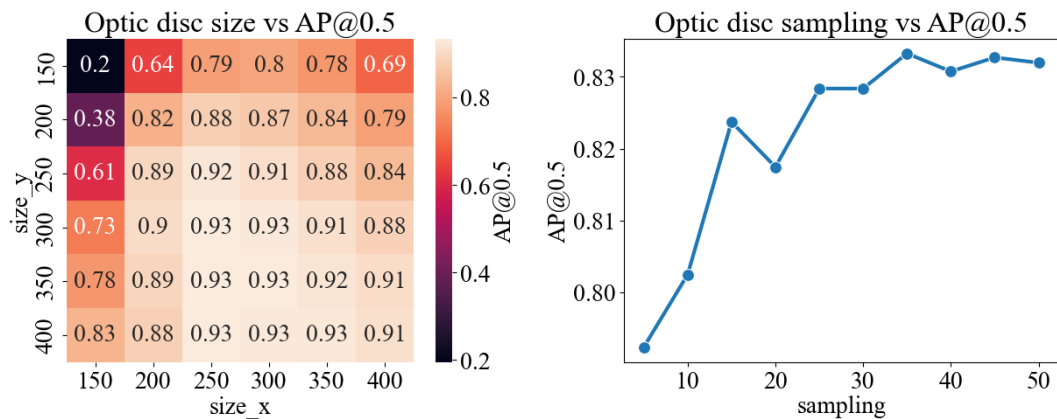 Optic disc size vs AP@0.5
150 0.2 0.64 0.79 0.8 0.78 0.69
200 0.38 0.82 0.88 0.87 0.84 0.79
250 0.61 0.89 0.92 0.91 0.88 0.84
300 0.73 0.9 0.93 0.93 0.91 0.88
350 0.78 0.89 0.93 0.93 0.92 0.91
400 0.83 0.88 0.93 0.93 0.93 0.91
150 200 250 300 350 400
size_x
size_y
0.8
0.6
0.4
0.2
AP@0.5
Optic disc sampling vs AP@0.5
0.83
0.82
0.81
0.80
AP@0.5
10 20 30 40 50
sampling